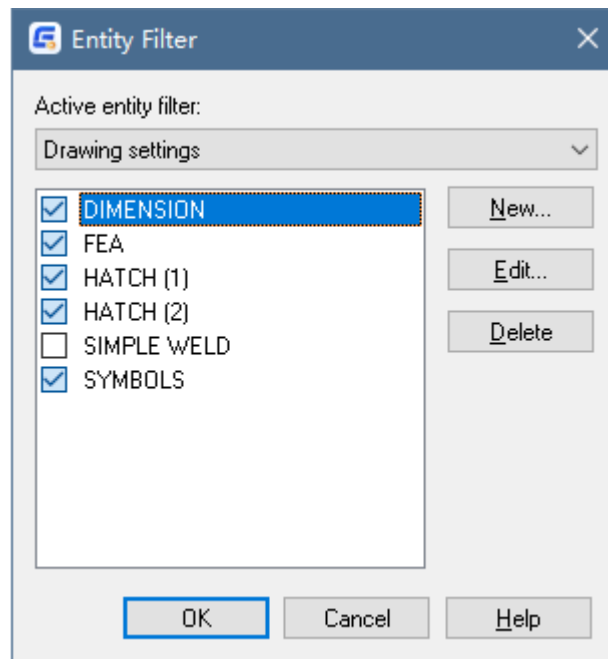 Entity Filter
Active entity filter:
Drawing settings
DIMENSION
FEA
HATCH (1)
HATCH (2)
SIMPLE WELD
SYMBOLS
New...
Edit...
Delete
OK
Cancel
Help